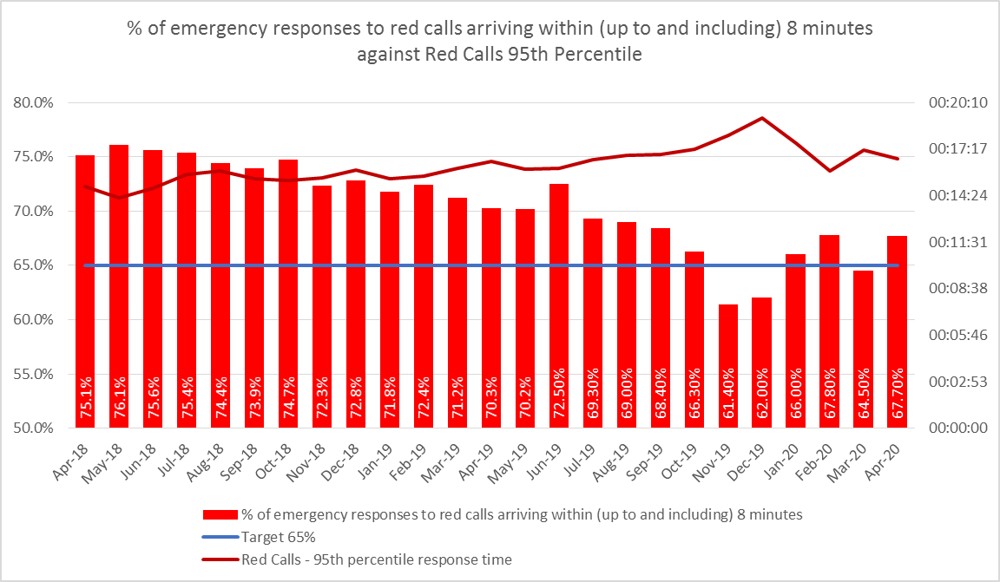 % of emergency responses to red calls arriving within (up to and including) 8 minutes
against Red Calls 95th Percentile
80.0%
75.0%
70.0%
65.0%
60.0%
55.0%
50.0%
00:20:10
00:17:17
00:14:24
00:11:31
00:08:38
00:05:46
00:02:53
00:00:00
75.1%
76.1%
75.6%
75.4%
74.4%
73.9%
74.7%
72.3%
72.8%
71.8%
72.4%
71.2%
70.3%
70.2%
72.50%
69.30%
69.00%
68.40%
66.30%
61.40%
62.00%
66.00%
67.80%
64.50%
67.70%
Apr-18
May-18
Jun-18
Jul-18
Aug-18
Sep-18
Oct-18
Nov-18
Dec-18
Jan-19
Feb-19
Mar-19
Apr-19
May-19
Jun-19
Jul-19
Aug-19
Sep-19
Oct-19
Nov-19
Dec-19
Jan-20
Feb-20
Mar-20
Apr-20
% of emergency responses to red calls arriving within (up to and including) 8 minutes
Target 65%
Red Calls - 95th percentile response time